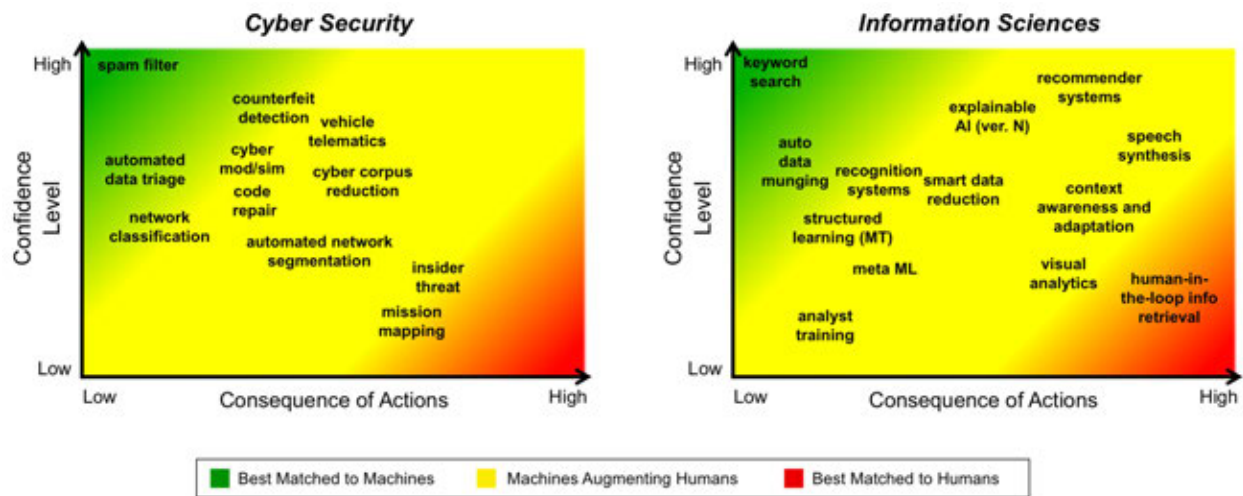 Cyber Security
High
spam filter
counterfeit
detection
vehicle
telematics
automated
data triage
cyber
mod/sim
cyber corpus
reduction
code
repair
network
classification
automated network
segmentation
insider
threat
mission
mapping
Confidence
Level
Low
Low
Consequence of Actions
High
Information Sciences
High
keyword
search
recommender
systems
explainable
AI (ver. N)
speech
synthesis
auto
data
munging
recognition
systems
smart data
reduction
context
awareness and
adaptation
structured
learning (MT)
meta ML
visual
analytics
human-in-
the-loop info
retrieval
analyst
training
Confidence
Level
Low
Low
Consequence of Actions
High
Best Matched to Machines
Machines Augmenting Humans
Best Matched to Humans